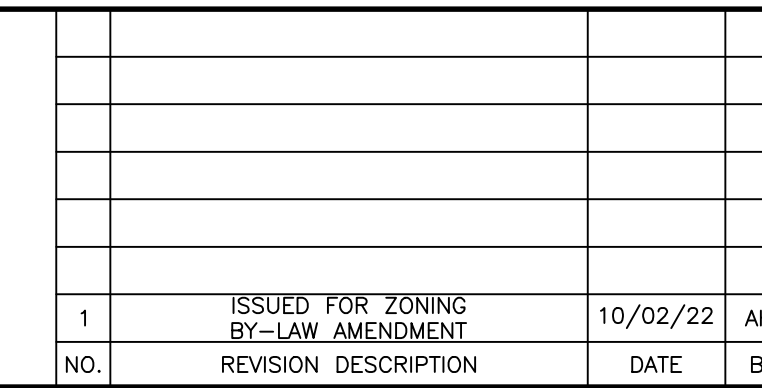 1 ISSUED FOR ZONING BY-LAW AMENDMENT 10/02/22
NO. REVISION DESCRIPTION DATE